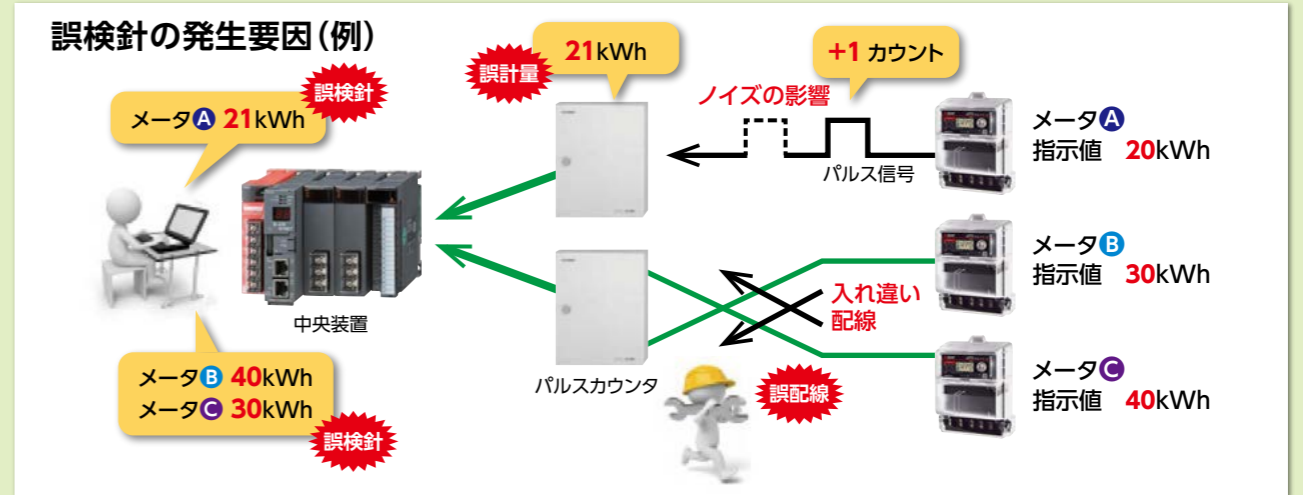 誤検針の発生要因（例）
メータA 21kWh
誤検針
中央装置
メータB 40kWh
メータC 30kWh
誤検針
誤計量
21kWh
+1 カウント
ノイズの影響
パルス信号
パルスカウンタ
入れ違い
配線
誤配線
メータA
指示値 20kWh
メータB
指示値 30kWh
メータC
指示値 40kWh